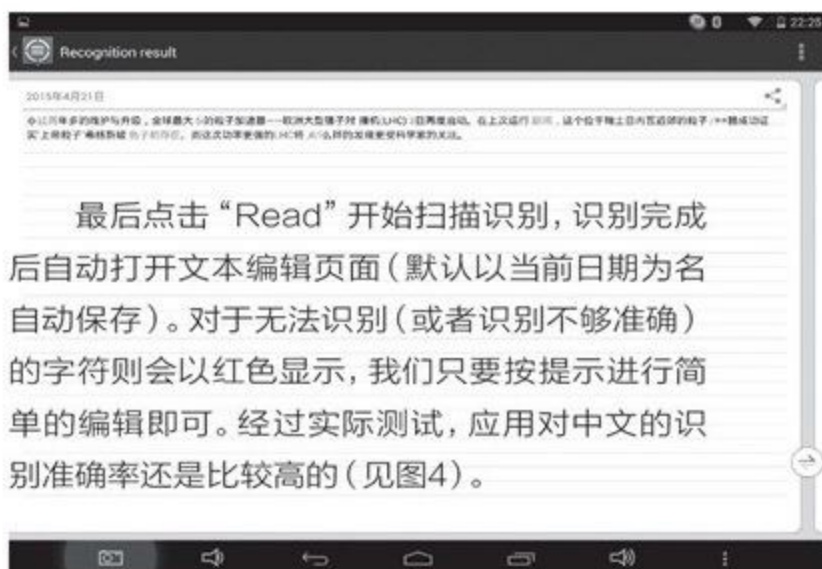 22:25
Recognition result
2015年4月21日
最后点击“Read”开始扫描识别，识别完成
后自动打开文本编辑页面（默认以当前日期为名
自动保存）。对于无法识别（或者识别不够准确）
的字符则会以红色显示，我们只要按提示进行简
单的编辑即可。经过实际测试，应用对中文的识
别准确率还是比较高的（见图4）。